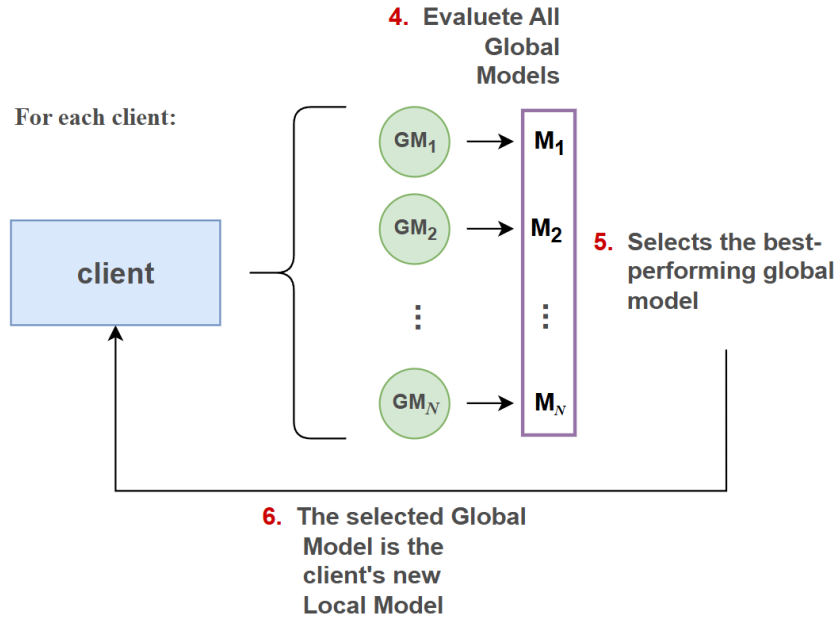 4. Evaluete All
Global
Models
For each client:
GM1
M1
client
GM2
M2
5. Selects the best-
performing global
model
⋮
⋮
GMN
MN
6. The selected Global
Model is the
client's new
Local Model